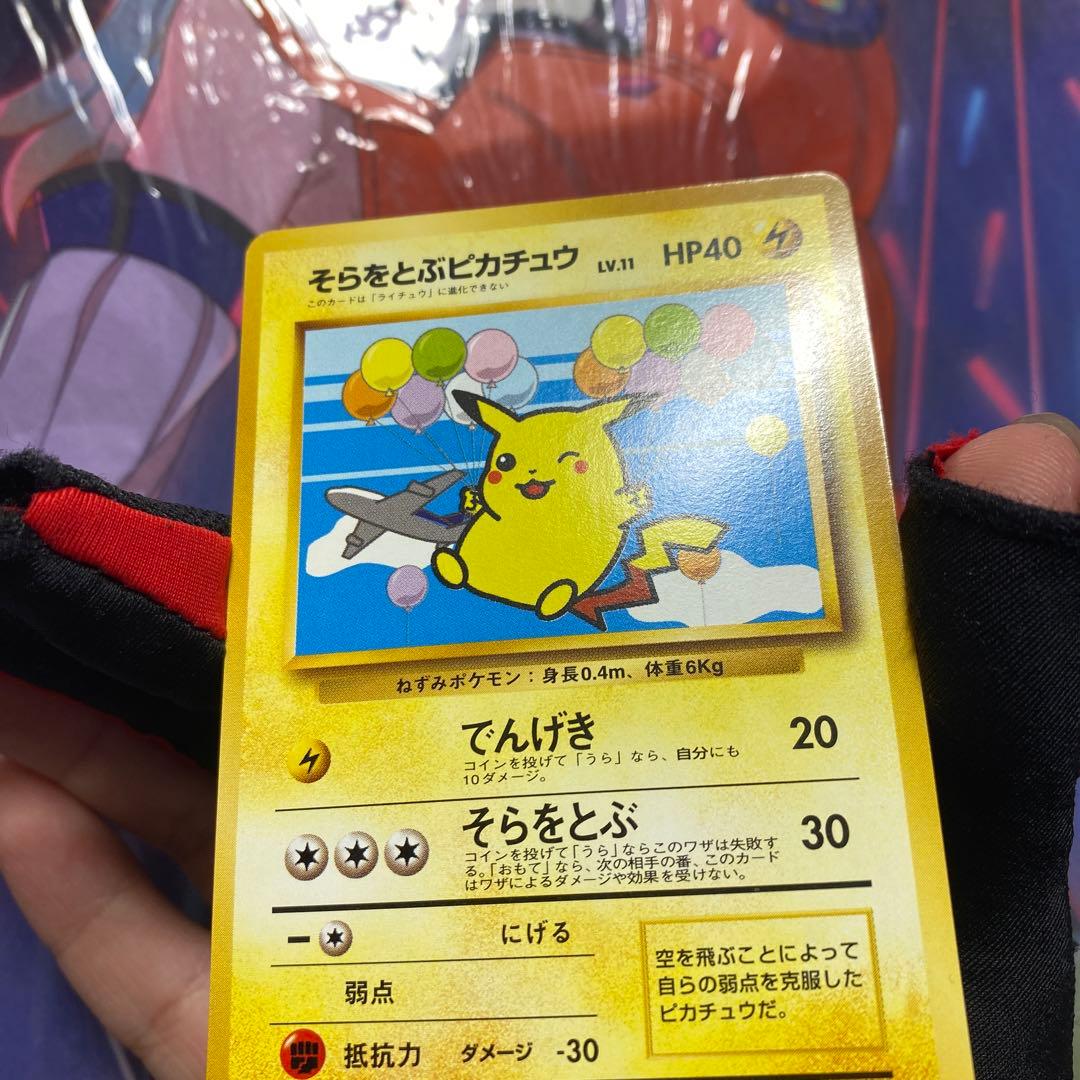 そらをとぶピカチュウ LV.11 HP40
このカードは「ライチュウ」に進化できない
ねずみポケモン：身長0.4m、体重6Kg
でんげき 20
コインを投げて「うら」なら、自分にも
10ダメージ。
そらをとぶ 30
コインを投げて「うら」ならこのワザは失敗す
る。「おもて」なら、次の相手の番、このカード
はワザによるダメージや効果を受けない。
ー にげる
弱点
抵抗力 ダメージ -30
空を飛ぶことによって
自らの弱点を克服した
ピカチュウだ。